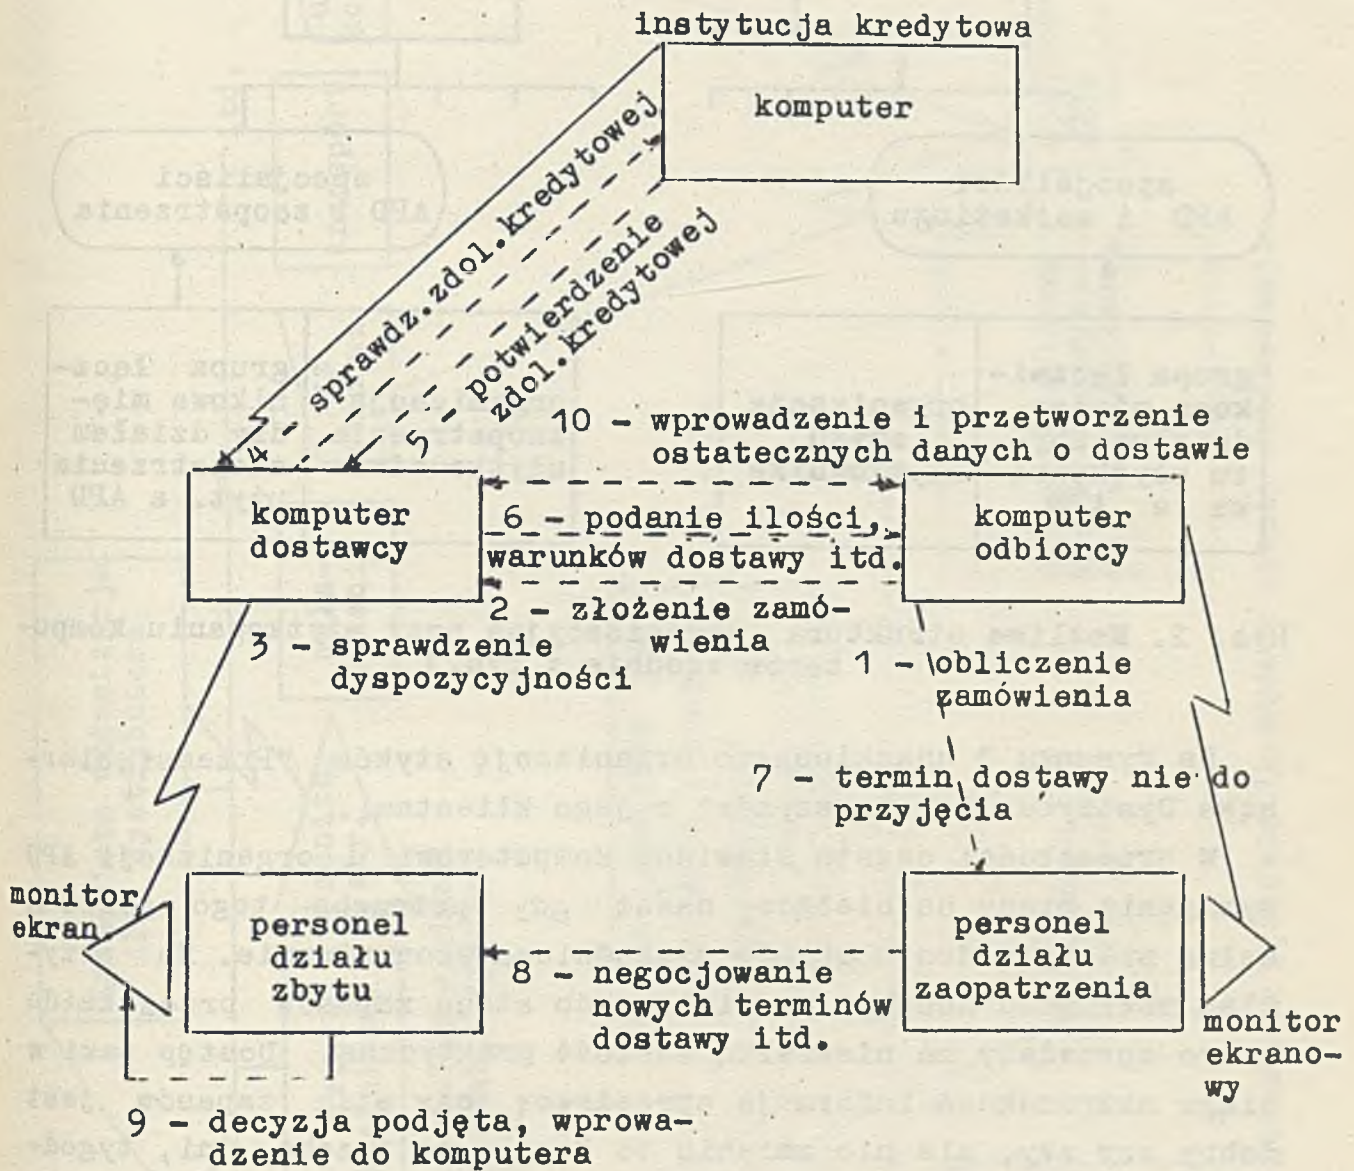 instytucja kredytowa
komputer
4 - sprawdz.zdol.kredytowej
5 - potwierdzenie
zdol.kredytowej
10 - wprowadzenie i przetworzenie
ostatecznych danych o dostawie
komputer
dostawcy
6 - podanie ilości,
warunków dostawy itd.
komputer
odbiorcy
2 - złożenie zamó-
wienia
3 - sprawdzenie
dyspozycyjności
1 - obliczenie
zamówienia
7 - termin dostawy nie do
przyjęcia
monitor
ekran.
personel
działu
zbytu
8 - negocjowanie
nowych terminów
dostawy itd.
personel
działu
zaopatrzenia
monitor
ekrano-
wy
9 - decyzja podjęta, wprowa-
dzenie do komputera